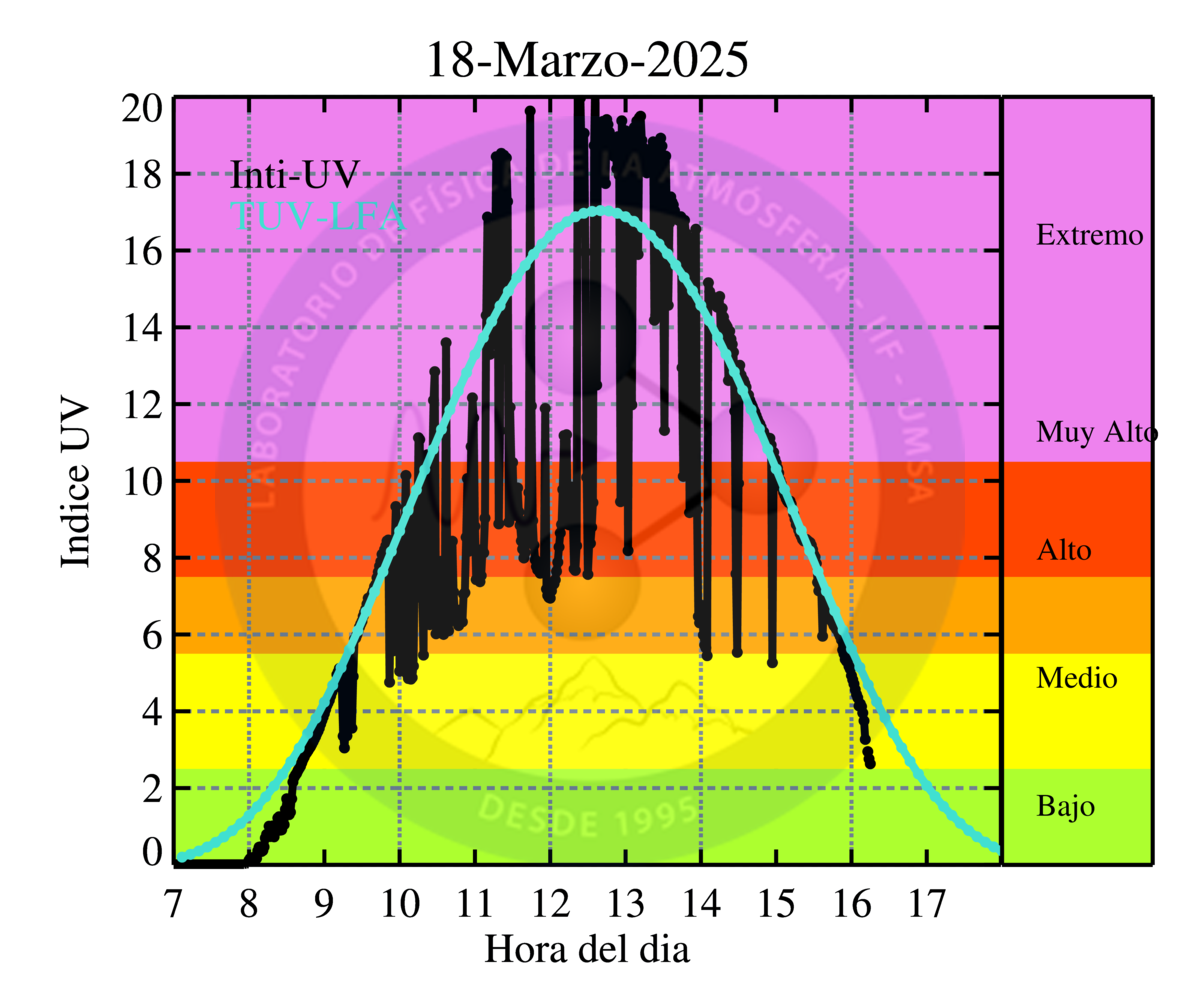 18-Marzo-2025
Indice UV
20
18
16
14
12
10
8
6
4
2
0
Inti-UV
TUV-LFA
LABORATORIO DE FÍSICA DE LA ATMÓSFERA - IIF - UMSA
DESDE 1995
Extremo
Muy Alto
Alto
Medio
Bajo
7 8 9 10 11 12 13 14 15 16 17
Hora del dia